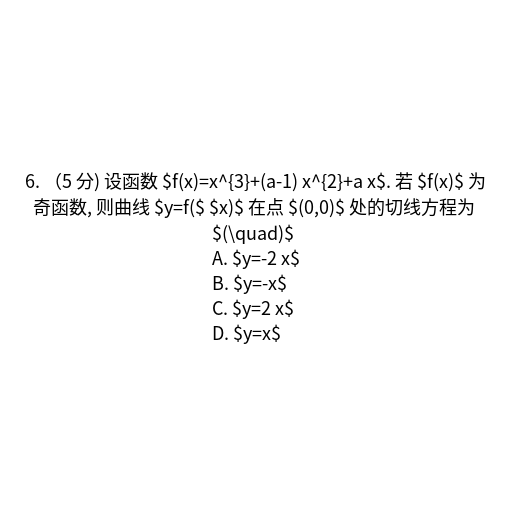 6. （5 分) 设函数 $f(x)=x^{3}+(a-1) x^{2}+a x$. 若 $f(x)$ 为
奇函数, 则曲线 $y=f($ $x)$ 在点 $(0,0)$ 处的切线方程为
$(\quad)$
A. $y=-2 x$
B. $y=-x$
C. $y=2 x$
D. $y=x$